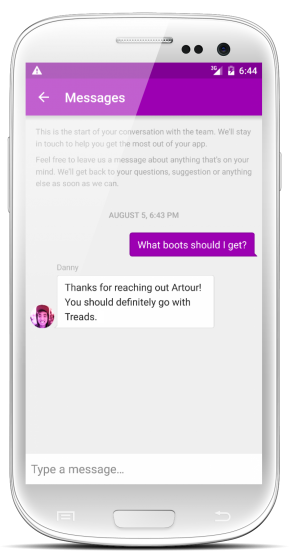 3G 6:44
Messages
This is the start of your conversation with the team. We'll stay
in touch to help you get the most out of your app.
Feel free to leave us a message about anything that's on your
mind. We'll get back to your questions, suggestion or anything
else as soon as we can.
AUGUST 5, 6:43 PM
What boots should I get?
Danny
Thanks for reaching out Artour!
You should definitely go with
Treads.
Type a message...